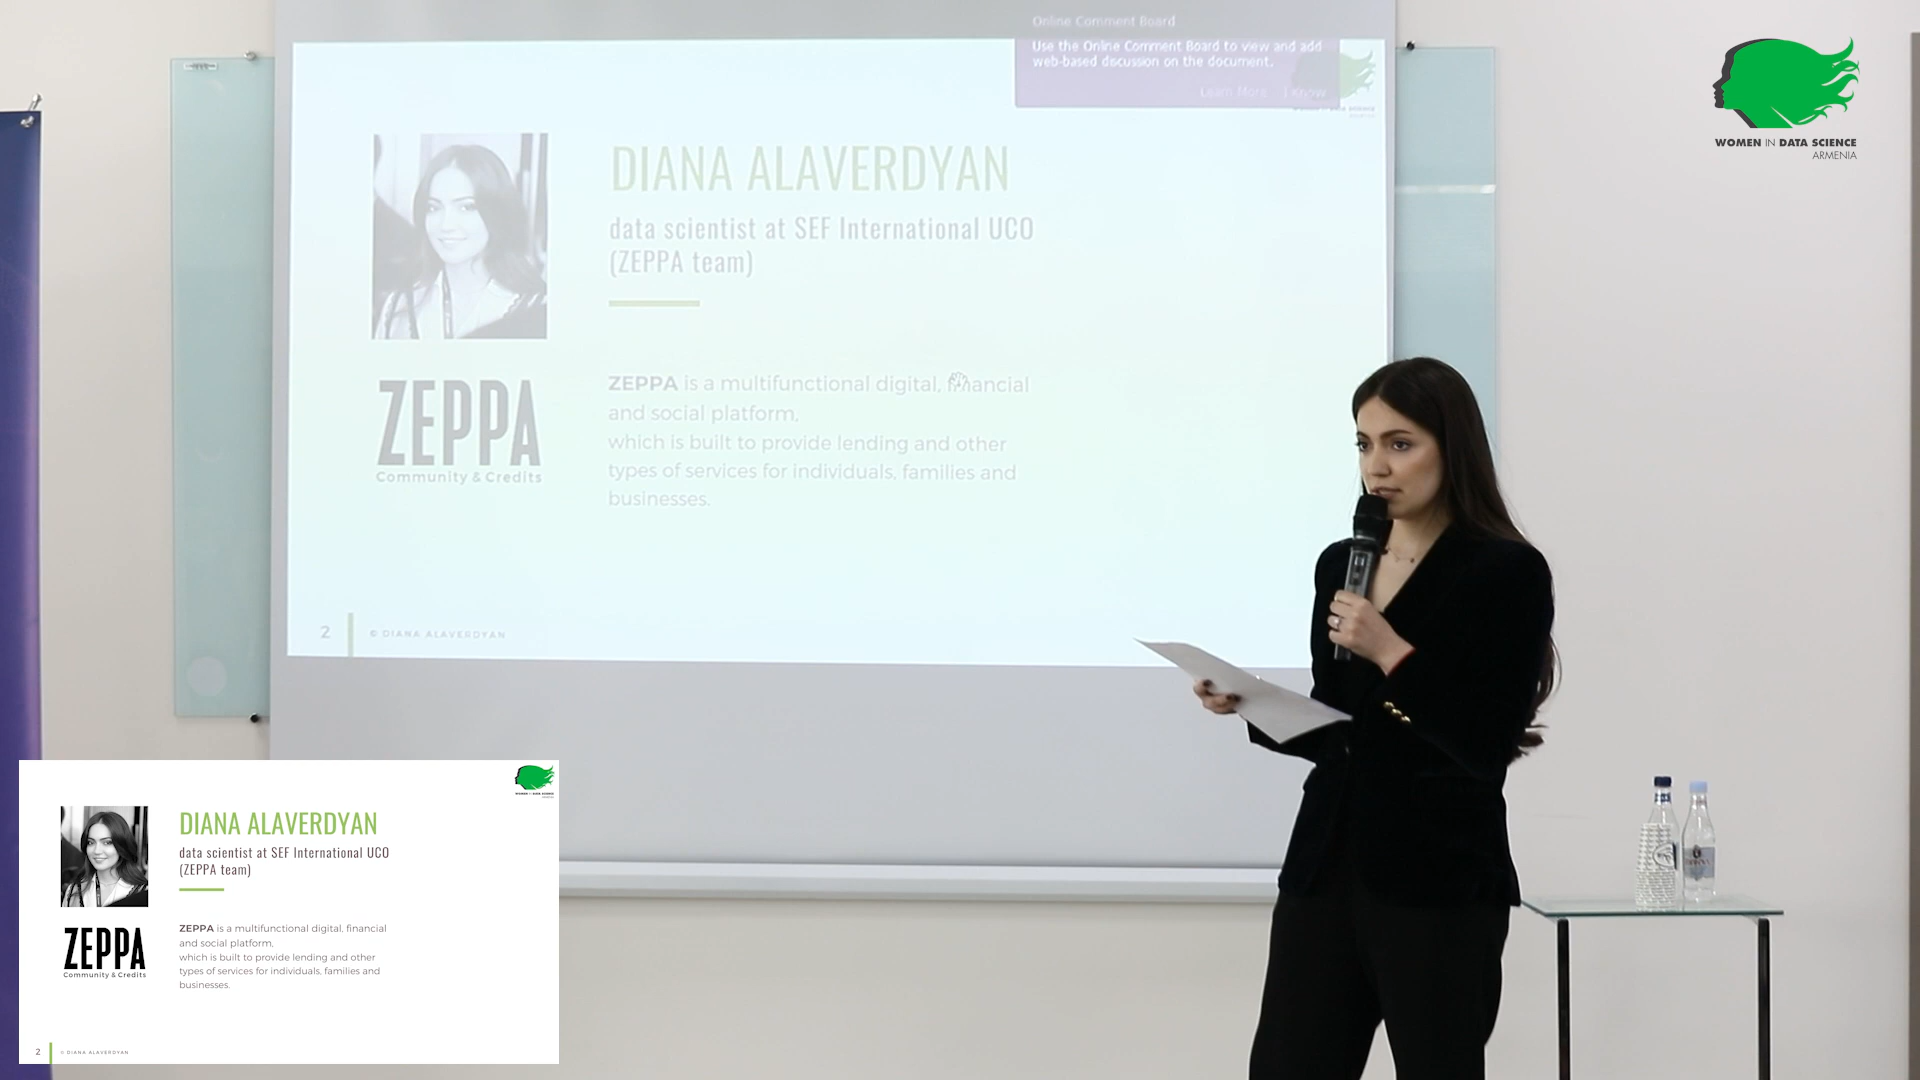 Online Comment Board
Use the Online Comment Board to view and add
web-based discussion on the document.
Learn More
I know
DIANA ALAVERDYAN
data scientist at SEF International UCO
(ZEPPA team)
ZEPPA
Community & Credits
ZEPPA is a multifunctional digital, financial
and social platform,
which is built to provide lending and other
types of services for individuals, families and
businesses.
2
© DIANA ALAVERDYAN
WOMEN IN DATA SCIENCE
ARMENIA
DIANA ALAVERDYAN
data scientist at SEF International UCO
(ZEPPA team)
ZEPPA
Community & Credits
ZEPPA is a multifunctional digital, financial
and social platform,
which is built to provide lending and other
types of services for individuals, families and
businesses.
2
© DIANA ALAVERDYAN